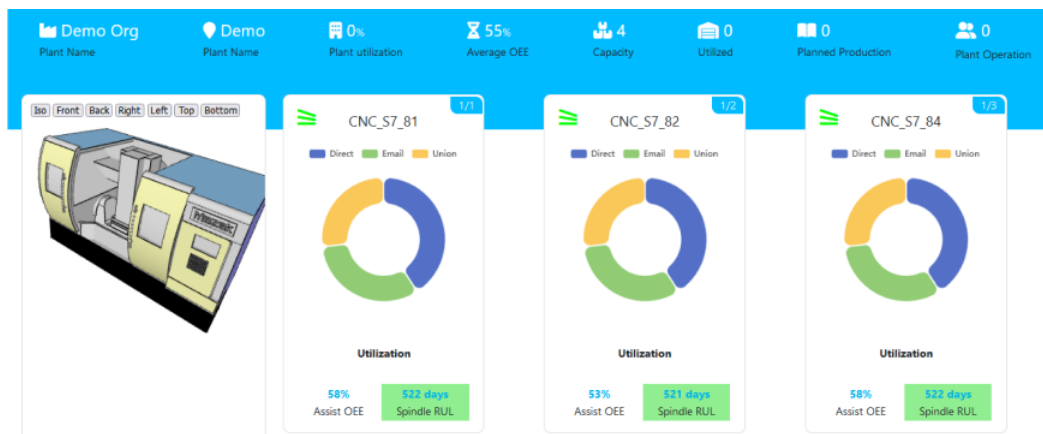 Demo Org
Plant Name
Demo
Plant Name
0%
Plant utilization
55%
Average OEE
4
Capacity
0
Utilized
0
Planned Production
0
Plant Operation
Iso Front Back Right Left Top Bottom
Mazak
1/1
CNC_S7_81
Direct Email Union
Utilization
58%
Assist OEE
522 days
Spindle RUL
1/2
CNC_S7_82
Direct Email Union
Utilization
53%
Assist OEE
521 days
Spindle RUL
1/3
CNC_S7_84
Direct Email Union
Utilization
58%
Assist OEE
522 days
Spindle RUL